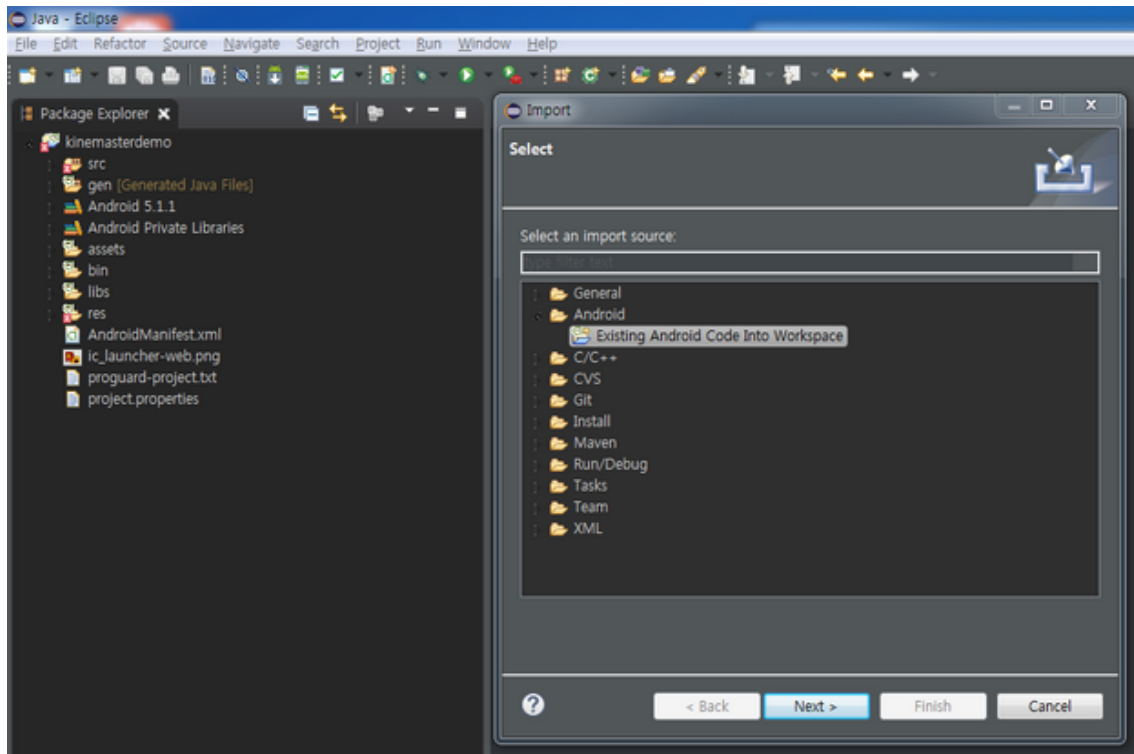 Java - Eclipse
File Edit Refactor Source Navigate Search Project Run Window Help
Package Explorer
kinemasterdemo
src
gen [Generated Java Files]
Android 5.1.1
Android Private Libraries
assets
bin
libs
res
AndroidManifest.xml
ic_launcher-web.png
proguard-project.txt
project.properties
Import
Select
Select an import source:
type filter text
General
Android
Existing Android Code Into Workspace
C/C++
CVS
Git
Install
Maven
Run/Debug
Tasks
Team
XML
< Back Next > Finish Cancel